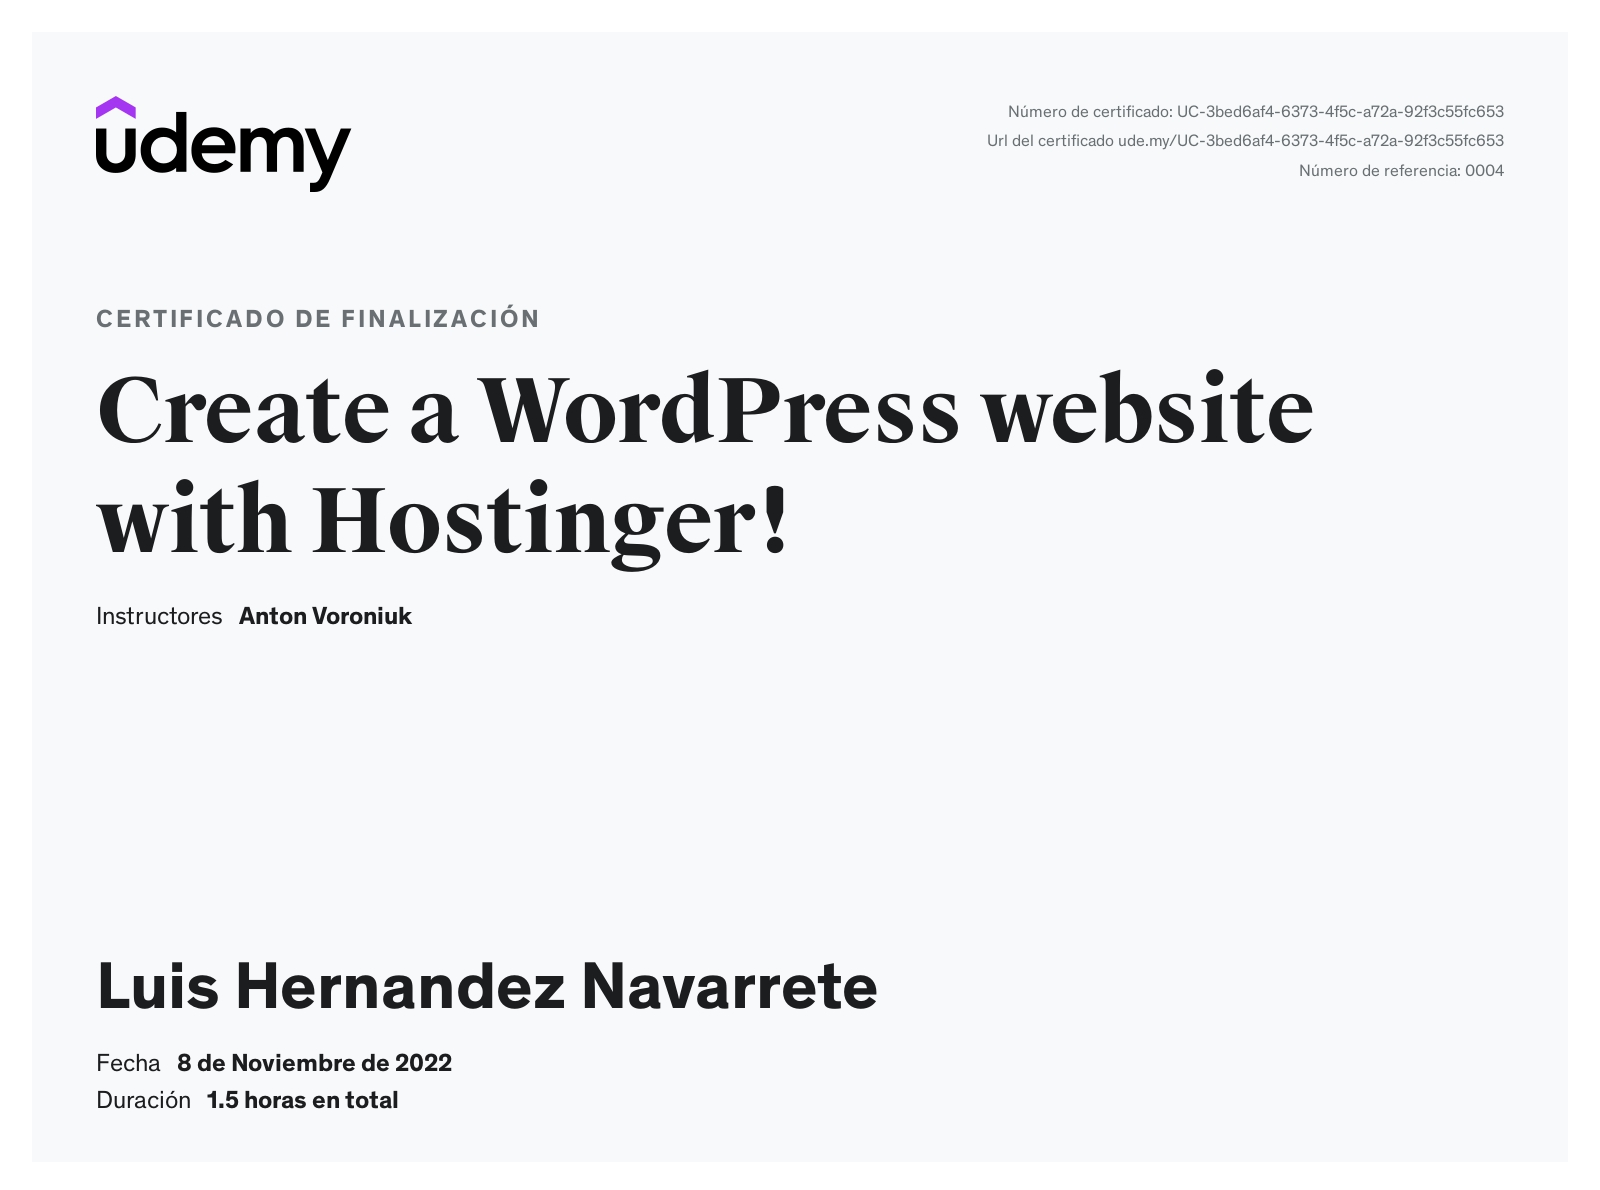 udemy
Número de certificado: UC-3bed6af4-6373-4f5c-a72a-92f3c55fc653
Url del certificado ude.my/UC-3bed6af4-6373-4f5c-a72a-92f3c55fc653
Número de referencia: 0004
CERTIFICADO DE FINALIZACIÓN
Create a WordPress website
with Hostinger!
Instructores Anton Voroniuk
Luis Hernandez Navarrete
Fecha 8 de Noviembre de 2022
Duración 1.5 horas en total